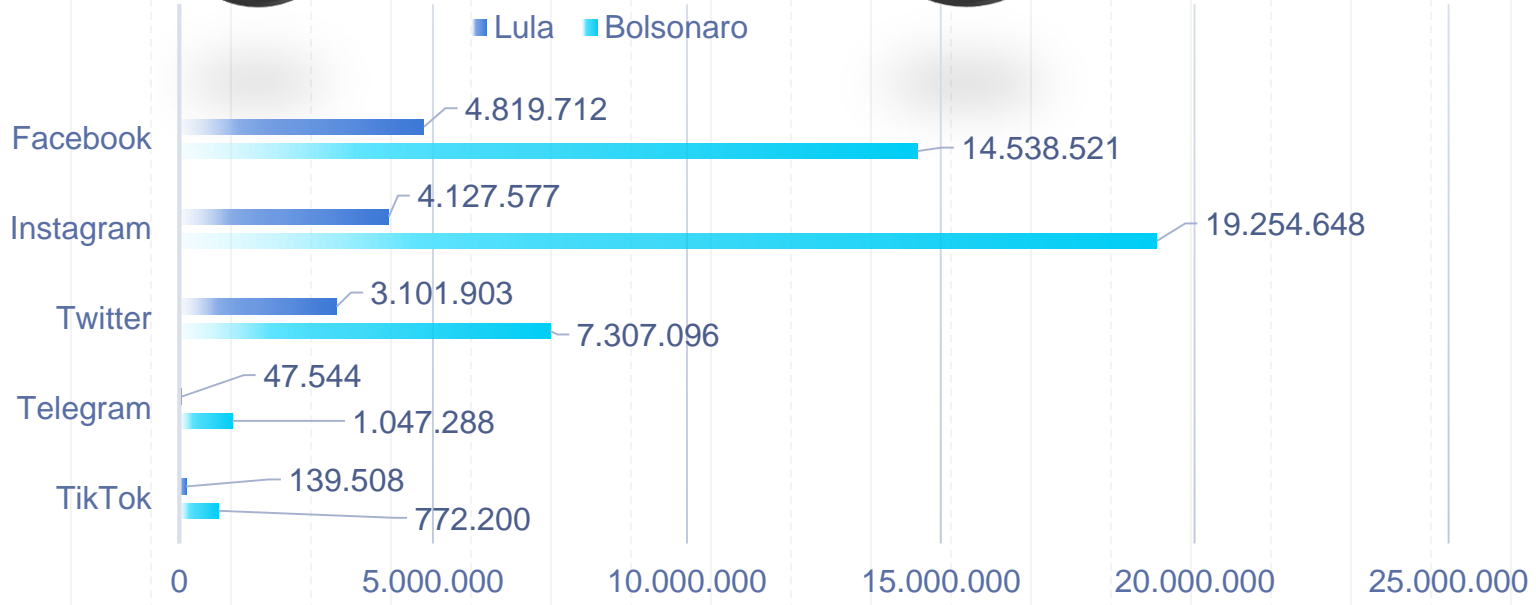 Lula Bolsonaro
4.819.712
Facebook
14.538.521
4.127.577
Instagram
19.254.648
3.101.903
Twitter
7.307.096
47.544
Telegram
1.047.288
139.508
TikTok
772.200
0 5.000.000 10.000.000 15.000.000 20.000.000 25.000.000